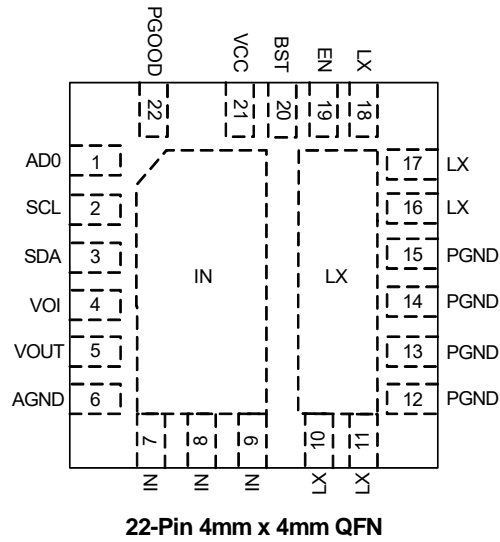 PGOOD
VCC
BST
EN
LX
22
21
20
19
18
AD0
1
17
LX
SCL
2
16
LX
SDA
3
15
PGND
IN
LX
VOI
4
14
PGND
VOUT
5
13
PGND
AGND
6
12
PGND
7
8
9
10
11
IN
IN
IN
LX
LX
22-Pin 4mm x 4mm QFN